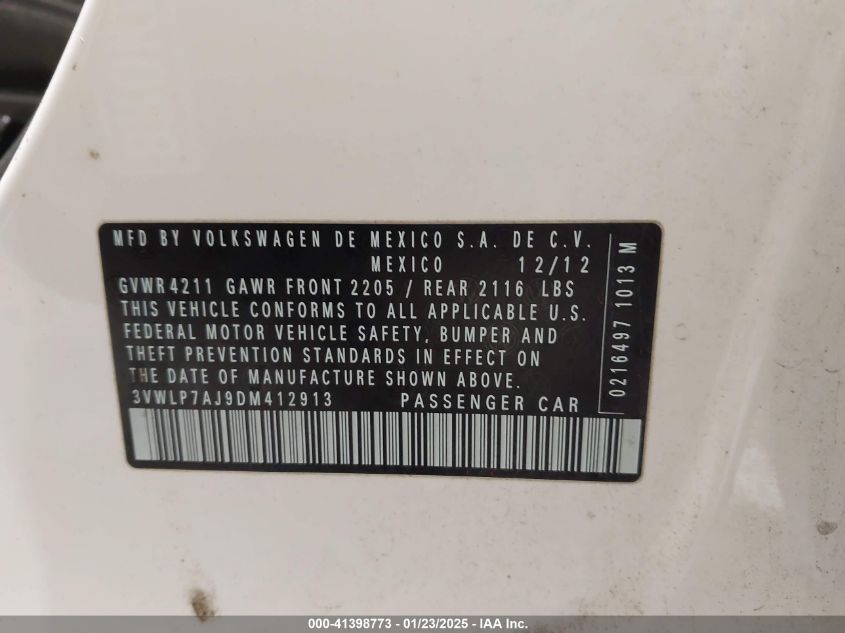 MFD BY VOLKSWAGEN DE MEXICO S.A. DE C.V.
MEXICO 12/12
GVWR 4211 GAWR FRONT 2205 / REAR 2116 LBS
THIS VEHICLE CONFORMS TO ALL APPLICABLE U.S.
FEDERAL MOTOR VEHICLE SAFETY, BUMPER AND
THEFT PREVENTION STANDARDS IN EFFECT ON
THE DATE OF MANUFACTURE SHOWN ABOVE.
3VWLP7AJ9DM412913 PASSENGER CAR
0216497 1013 M
000-41398773 - 01/23/2025 - IAA Inc.